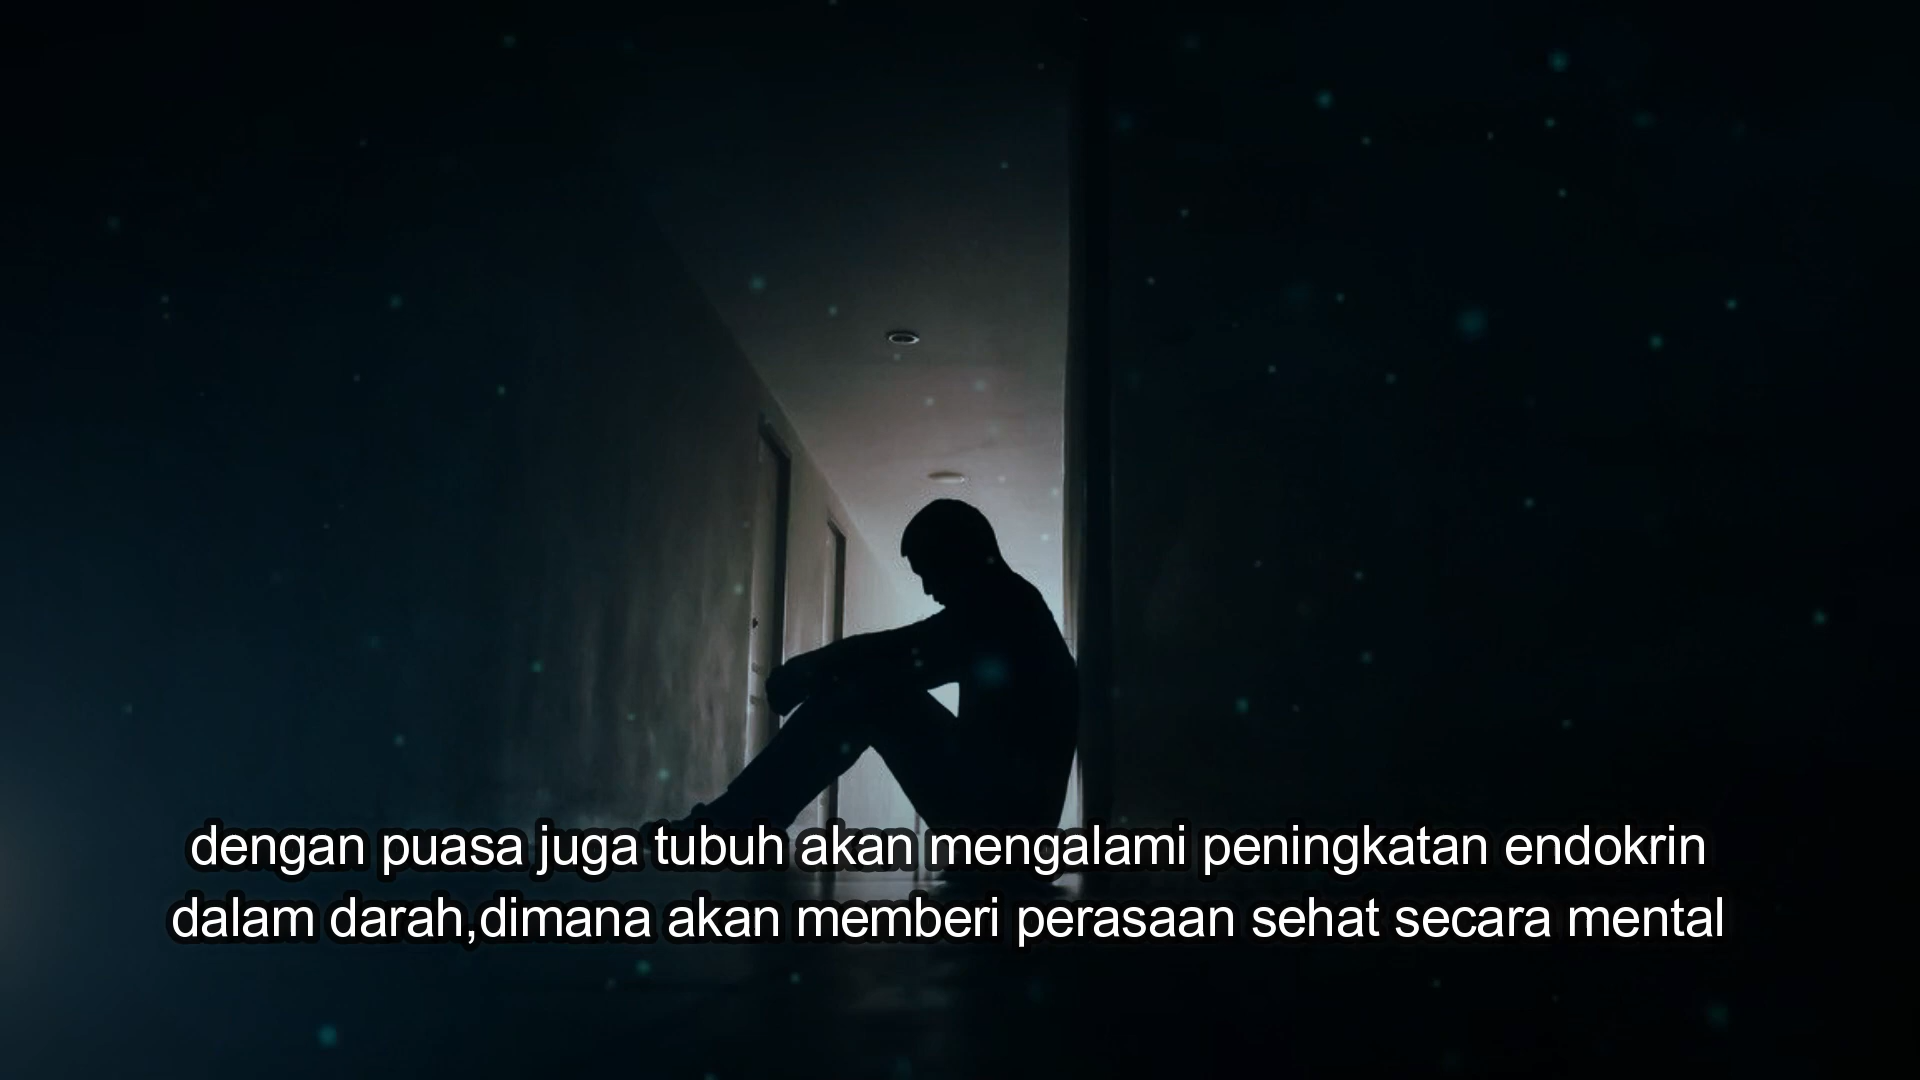 dengan puasa juga tubuh akan mengalami peningkatan endokrin
dalam darah,dimana akan memberi perasaan sehat secara mental